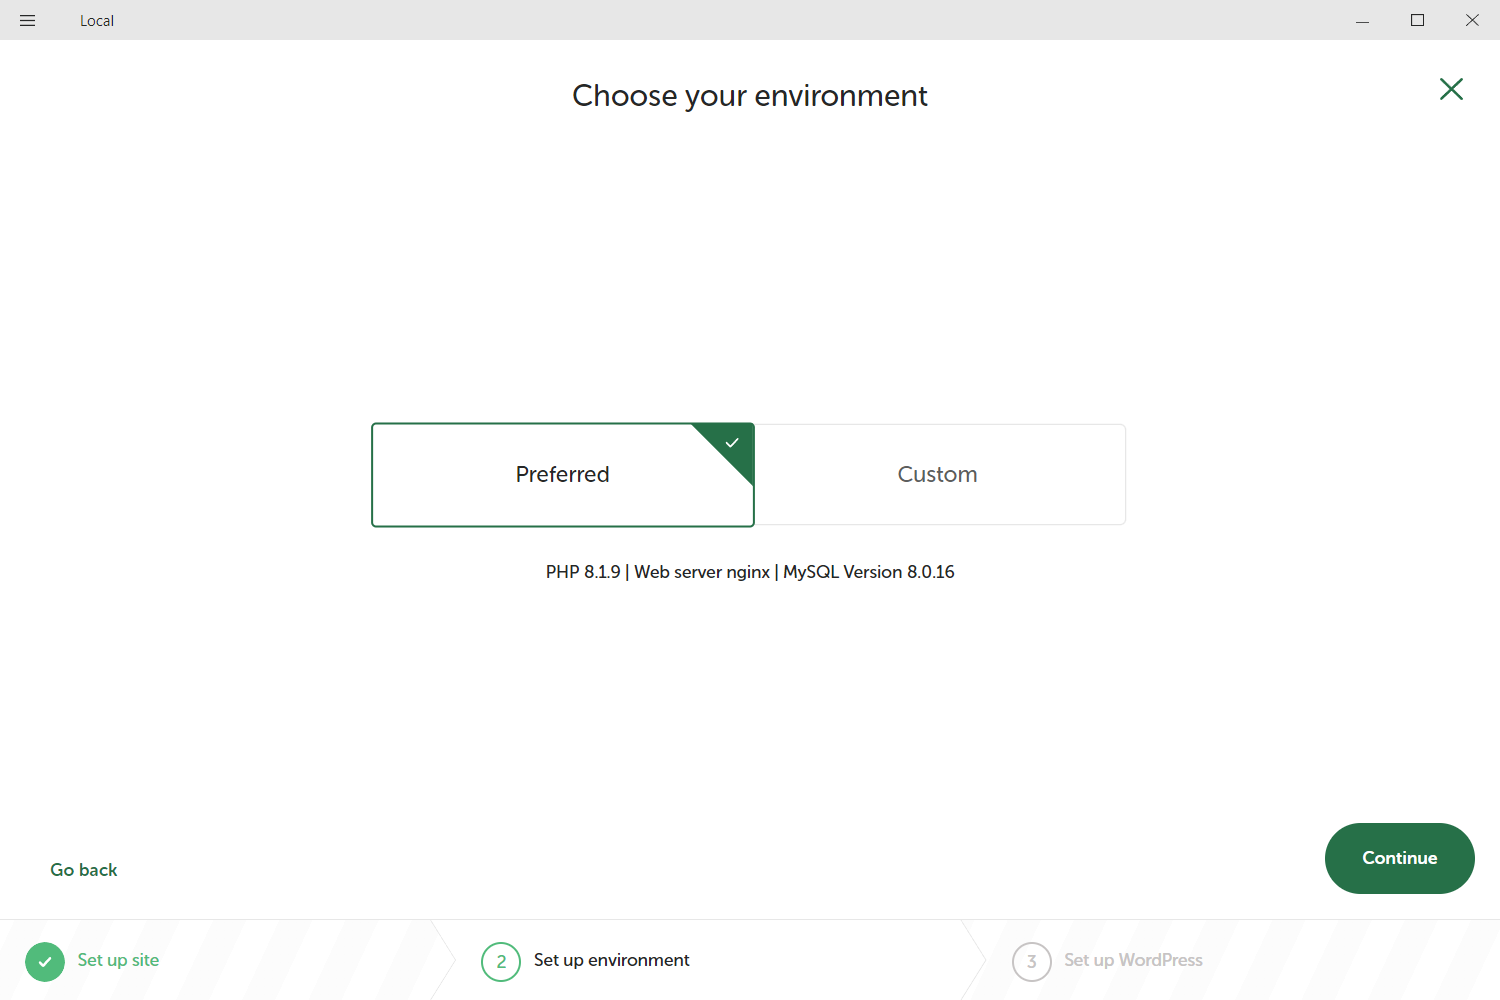 Local
Choose your environment
Preferred
Custom
PHP 8.1.9 | Web server nginx | MySQL Version 8.0.16
Go back
Continue
Set up site
2 Set up environment
3 Set up WordPress